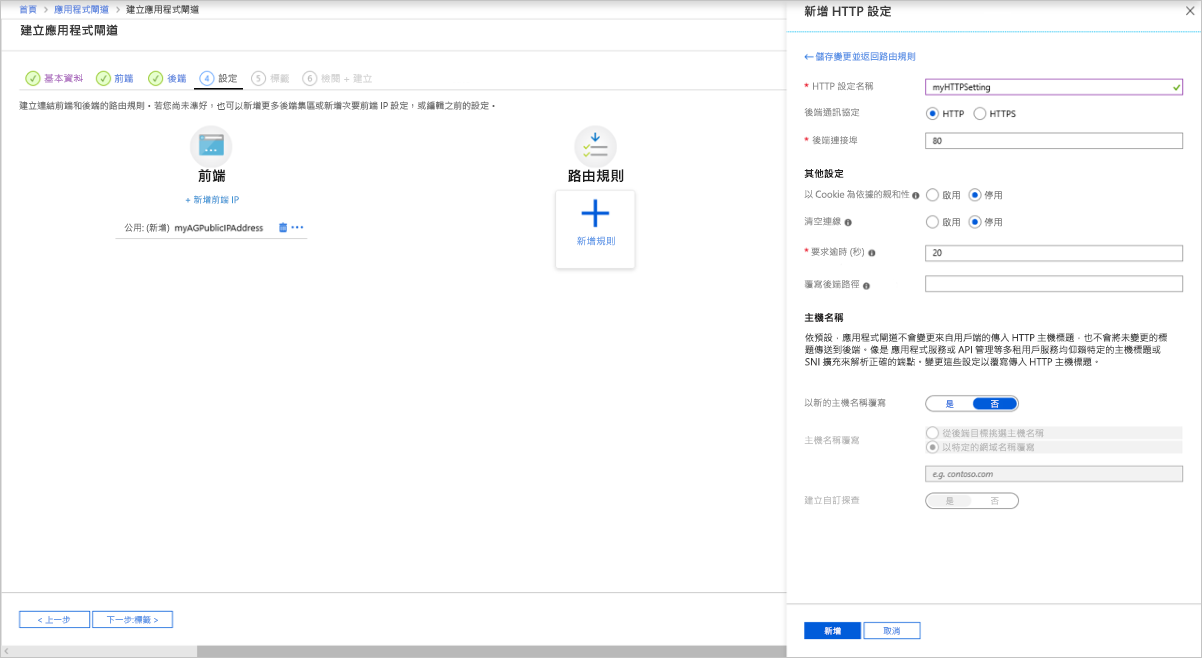 首頁 > 應用程式閘道 > 建立應用程式閘道
建立應用程式閘道
基本資料 前端 後端 4 設定 5 標籤 6 檢閱 + 建立
建立連結前端和後端的路由規則。若您尚未準好，也可以新增更多後端集區或新增次要前端 IP 設定，或編輯之前的設定。
前端
+ 新增前端 IP
公用: (新增) myAGPublicIPAddress
路由規則
新增規則
< 上一步
下一步:標籤 >
新增 HTTP 設定
←儲存變更並返回路由規則
* HTTP 設定名稱 myHTTPSetting
後端通訊協定 HTTP HTTPS
* 後端連接埠 80
其他設定
以 Cookie 為依據的親和性 啟用 停用
清空連線 啟用 停用
* 要求逾時 (秒) 20
覆寫後端路徑
主機名稱
依預設，應用程式閘道不會變更來自用戶端的傳入 HTTP 主機標題，也不會將未變更的標
題傳送到後端。像是 應用程式服務或 API 管理等多租用戶服務均仰賴特定的主機標題或
SNI 擴充來解析正確的端點。變更這些設定以覆寫傳入 HTTP 主機標題。
以新的主機名稱覆寫 是 否
主機名稱覆寫 從後端目標挑選主機名稱
以特定的網域名稱覆寫
e.g. contoso.com
建立自訂探查 是 否
新增
取消